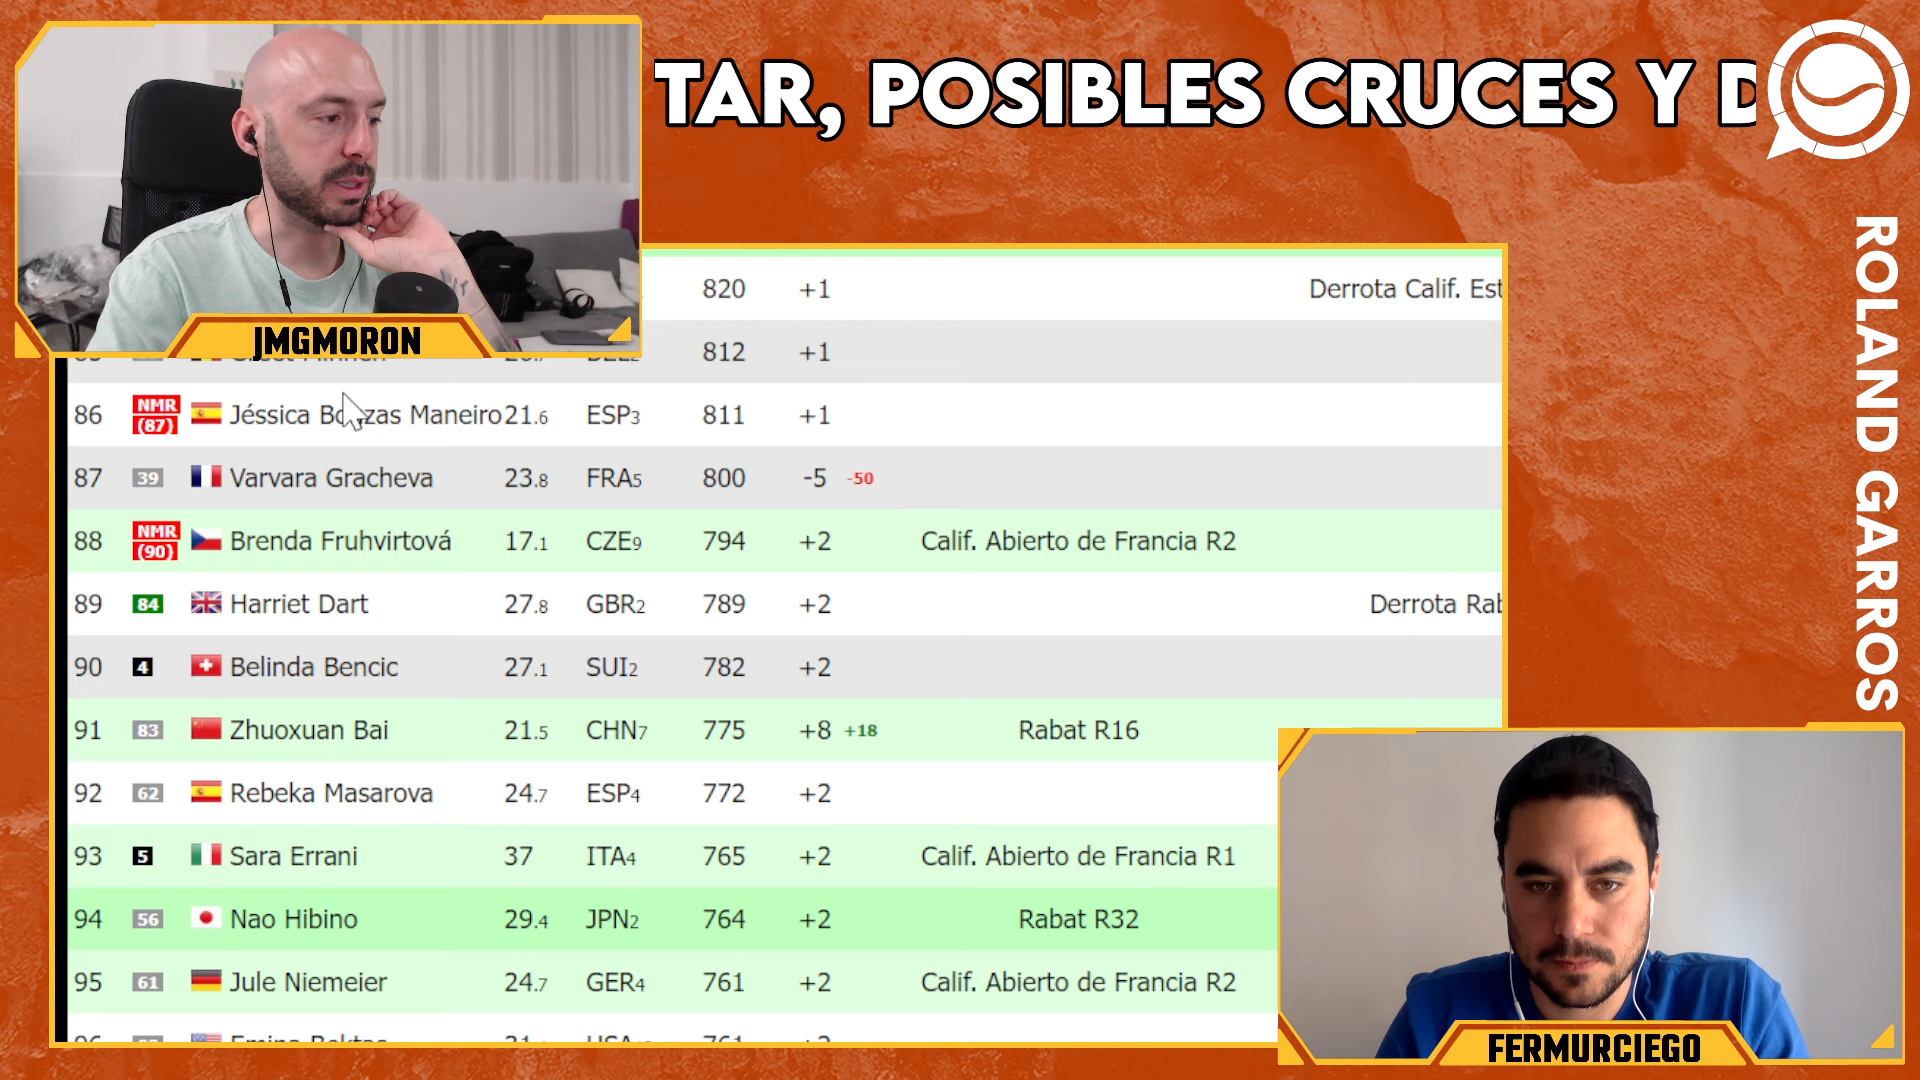 TAR, POSIBLES CRUCES Y D
ROLAND GARROS
JMGMORON
820 +1 Derrota Calif. Est
812 +1
86 NMR (87) Jéssica Bouzas Maneiro 21.6 ESP3 811 +1
87 39 Varvara Gracheva 23.8 FRA5 800 -5 -50
88 NMR (90) Brenda Fruhvirtová 17.1 CZE9 794 +2 Calif. Abierto de Francia R2
89 84 Harriet Dart 27.8 GBR2 789 +2 Derrota Rab
90 4 Belinda Bencic 27.1 SUI2 782 +2
91 83 Zhuoxuan Bai 21.5 CHN7 775 +8 +18 Rabat R16
92 62 Rebeka Masarova 24.7 ESP4 772 +2
93 5 Sara Errani 37 ITA4 765 +2 Calif. Abierto de Francia R1
94 56 Nao Hibino 29.4 JPN2 764 +2 Rabat R32
95 61 Jule Niemeier 24.7 GER4 761 +2 Calif. Abierto de Francia R2
FERMURCIEGO